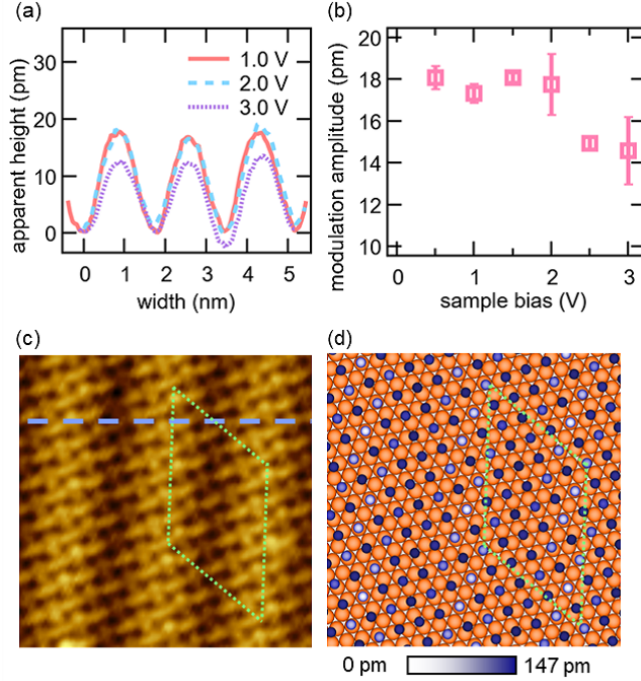 (a)
apparent height (pm)
30
20
10
0
0
1
2
3
4
5
width (nm)
1.0 V
2.0 V
3.0 V
(b)
modulation amplitude (pm)
20
18
16
14
12
10
0
1
2
3
sample bias (V)
(c)
(d)
0 pm
147 pm